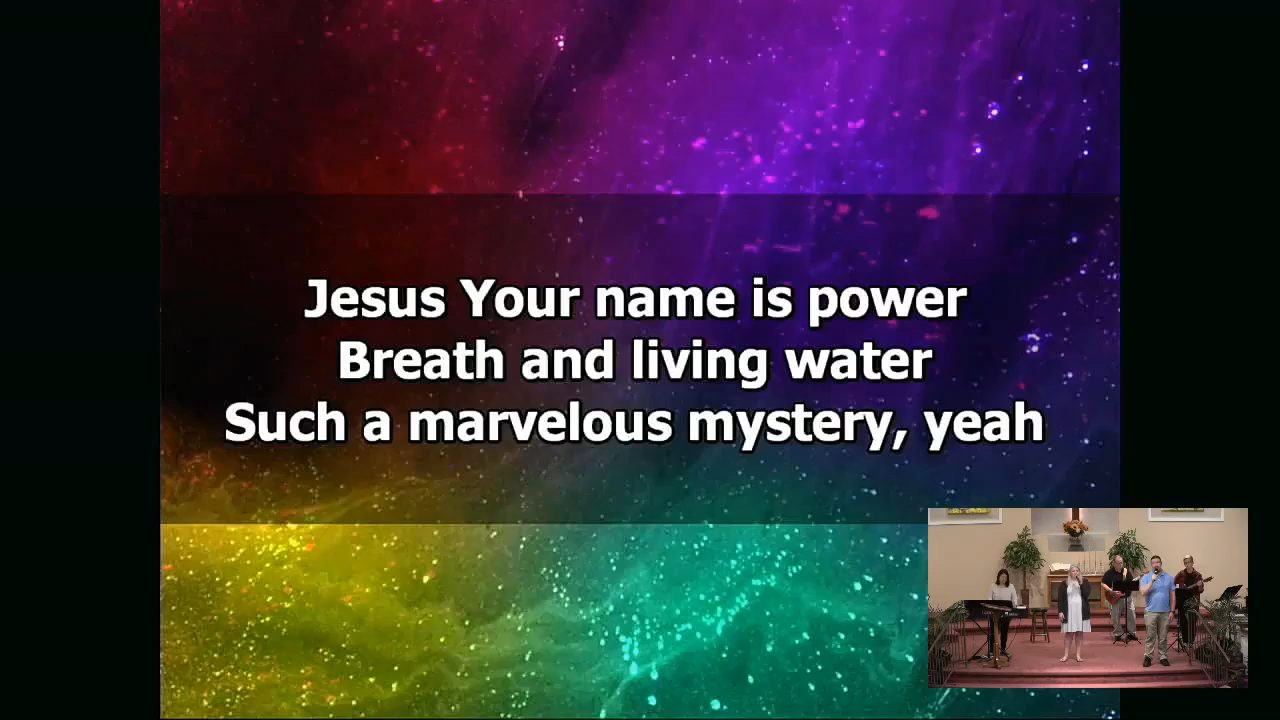 Jesus Your name is power
Breath and living water
Such a marvelous mystery, yeah